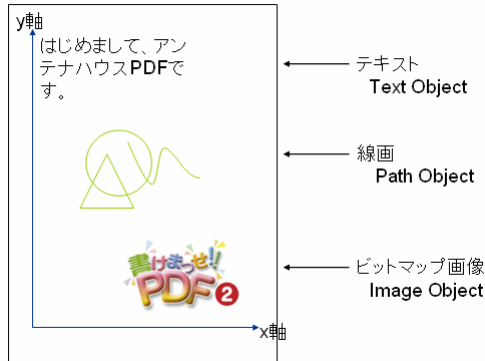 y軸
はじめまして、アン
テナハウスPDFで
す。
テキスト
Text Object
線画
Path Object
書けまっせ!!
PDF2
ビットマップ画像
Image Object
x軸